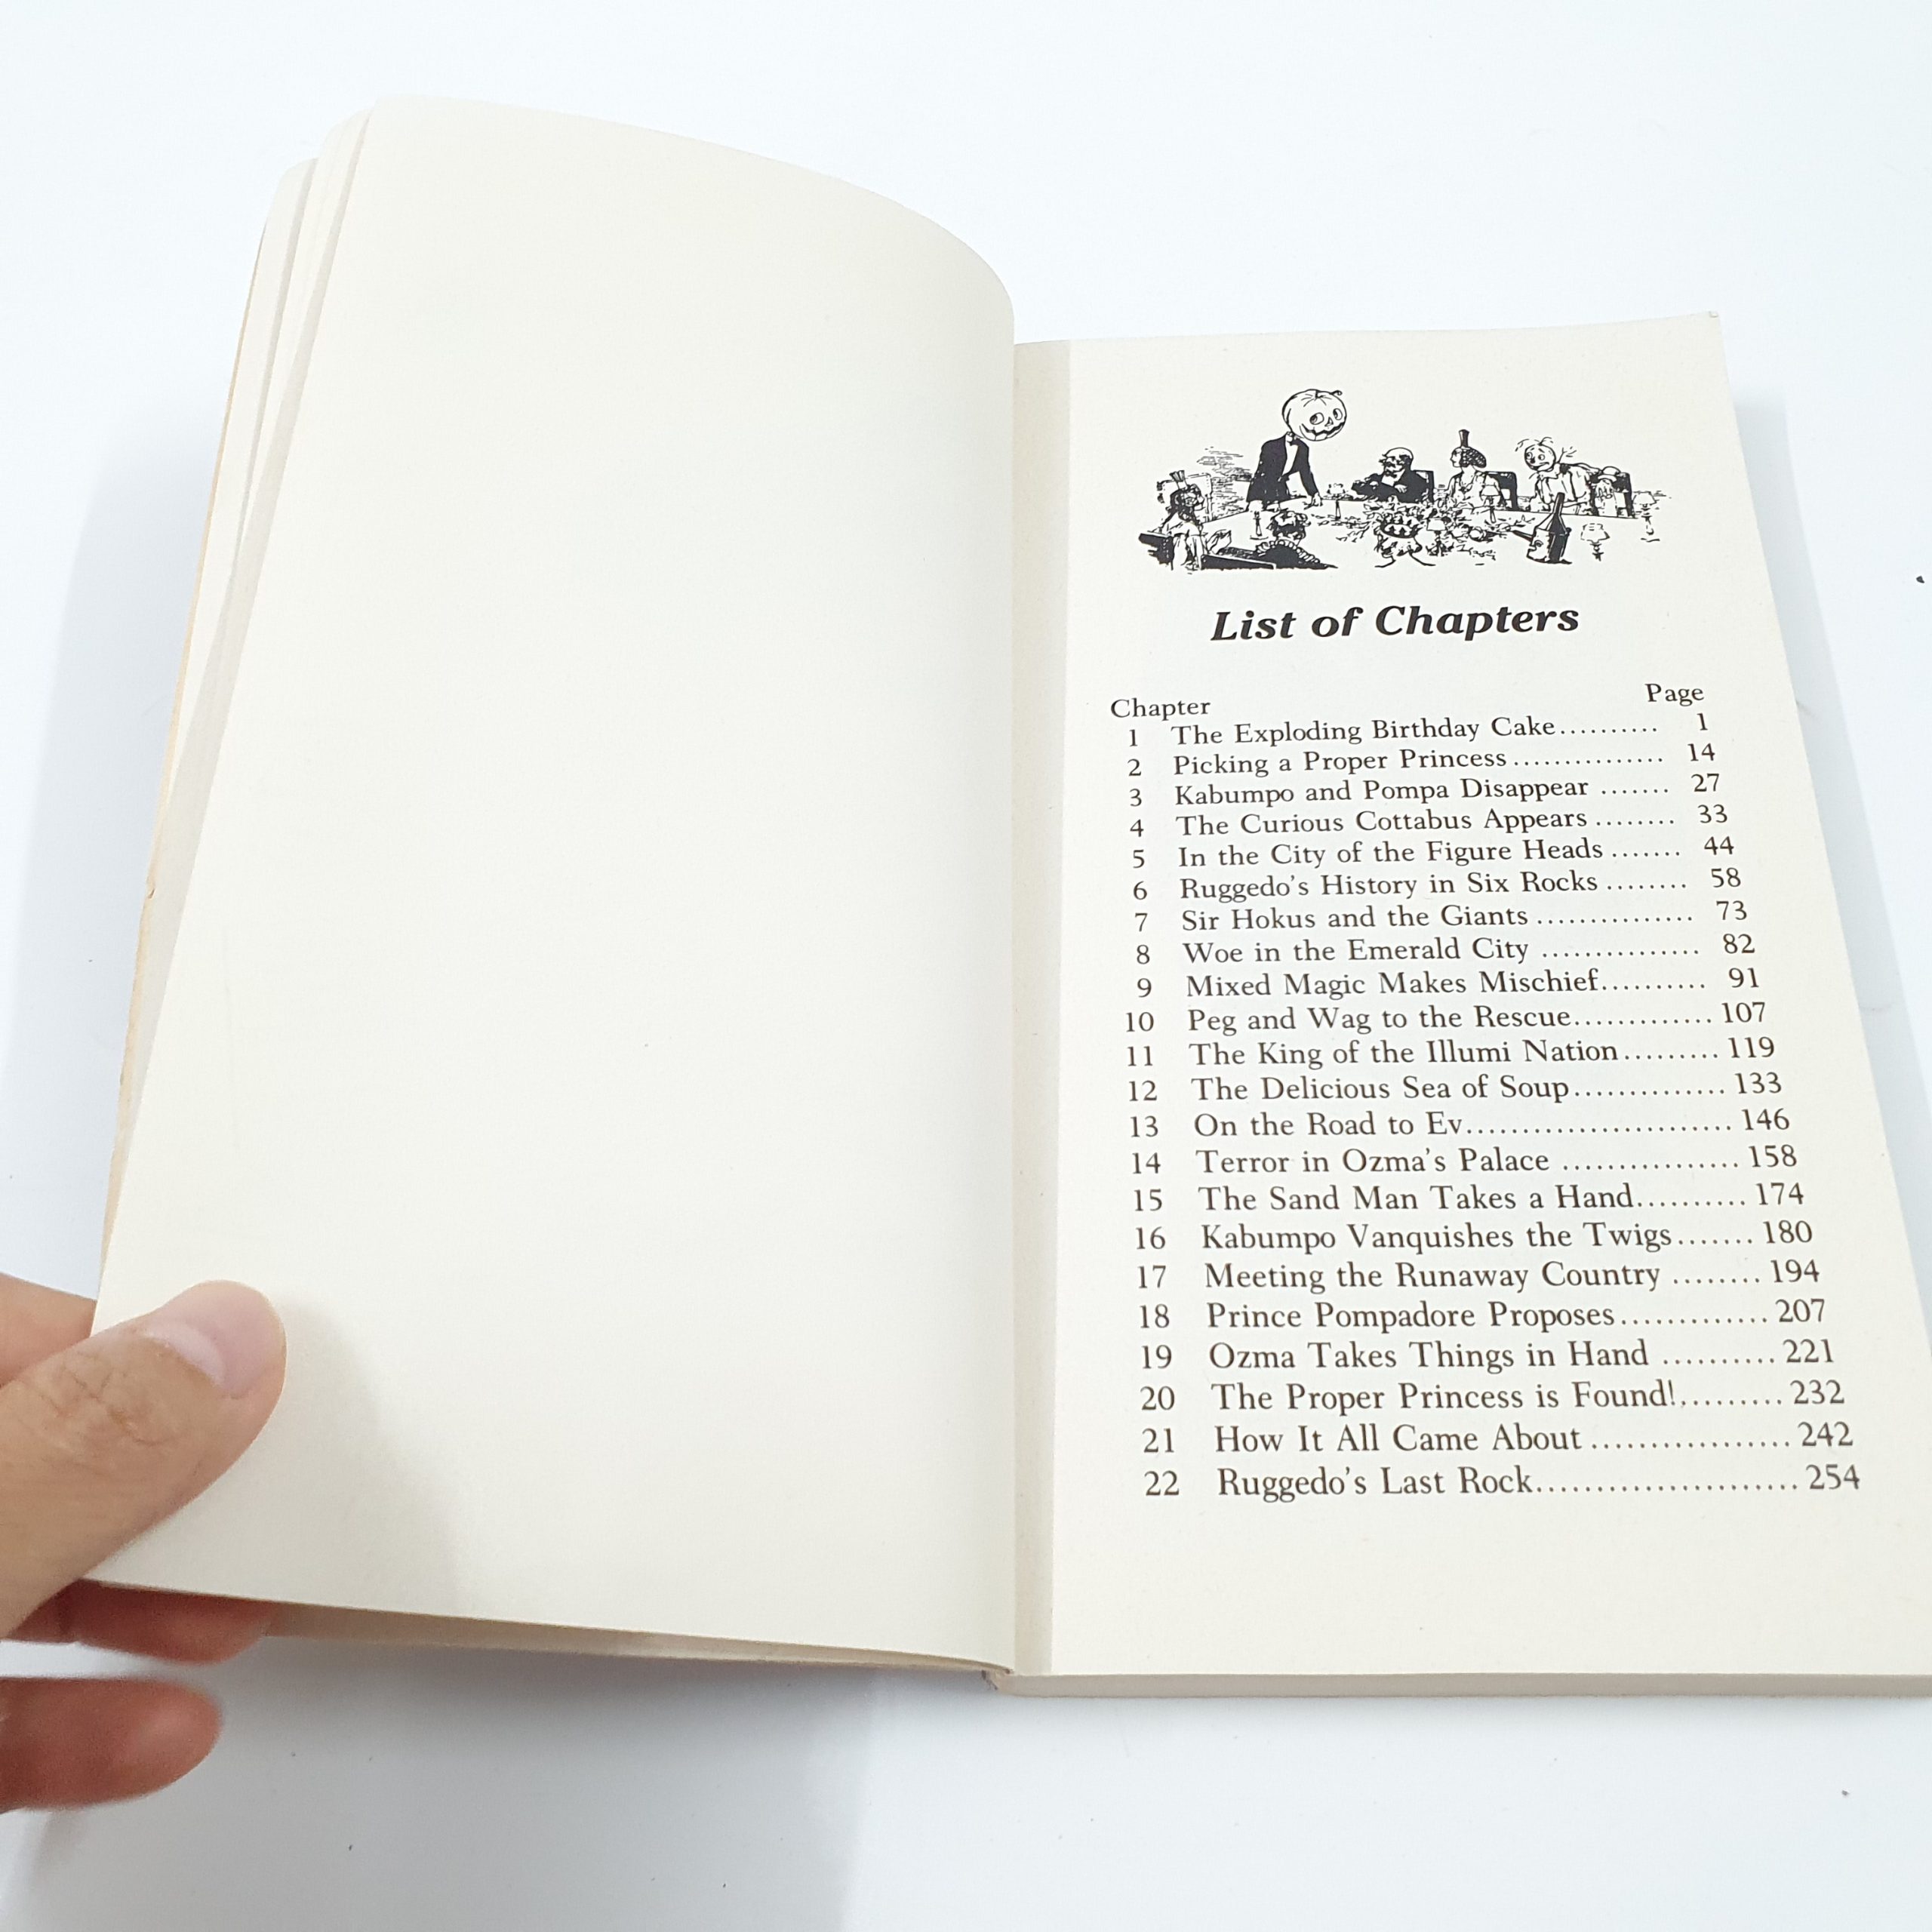 List of Chapters
Chapter Page
1 The Exploding Birthday Cake.......... 1
2 Picking a Proper Princess ............... 14
3 Kabumpo and Pompa Disappear ....... 27
4 The Curious Cottabus Appears ........ 33
5 In the City of the Figure Heads ....... 44
6 Ruggedo's History in Six Rocks ........ 58
7 Sir Hokus and the Giants ............... 73
8 Woe in the Emerald City ............... 82
9 Mixed Magic Makes Mischief.......... 91
10 Peg and Wag to the Rescue............. 107
11 The King of the Illumi Nation......... 119
12 The Delicious Sea of Soup.............. 133
13 On the Road to Ev........................ 146
14 Terror in Ozma's Palace ................ 158
15 The Sand Man Takes a Hand.......... 174
16 Kabumpo Vanquishes the Twigs....... 180
17 Meeting the Runaway Country ........ 194
18 Prince Pompadore Proposes............. 207
19 Ozma Takes Things in Hand .......... 221
20 The Proper Princess is Found!......... 232
21 How It All Came About ................. 242
22 Ruggedo's Last Rock...................... 254